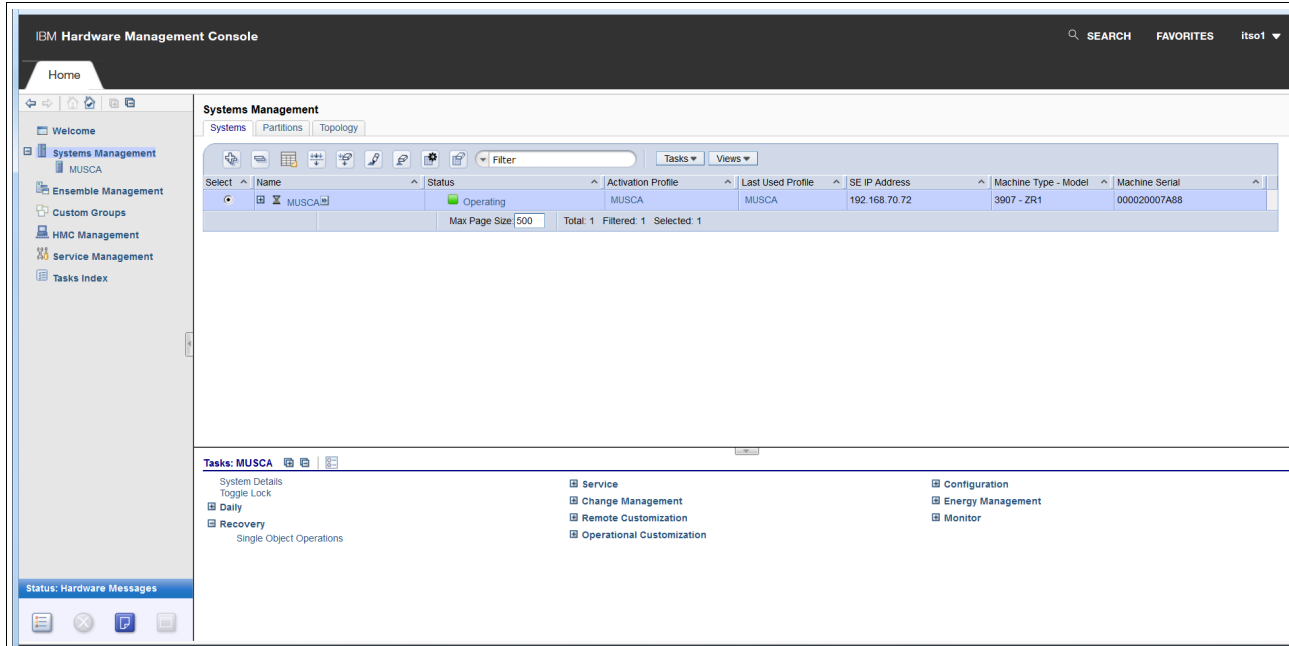 IBM Hardware Management Console
SEARCH FAVORITES itso1
Home
Welcome
Systems Management
MUSCA
Ensemble Management
Custom Groups
HMC Management
Service Management
Tasks Index
Systems Management
Systems Partitions Topology
Filter Tasks Views
Select Name Status Activation Profile Last Used Profile SE IP Address Machine Type - Model Machine Serial
MUSCA Operating MUSCA MUSCA 192.168.70.72 3907 - ZR1 000020007A88
Max Page Size: 500 Total: 1 Filtered: 1 Selected: 1
Tasks: MUSCA
System Details
Toggle Lock
Daily
Recovery
Single Object Operations
Service
Change Management
Remote Customization
Operational Customization
Configuration
Energy Management
Monitor
Status: Hardware Messages